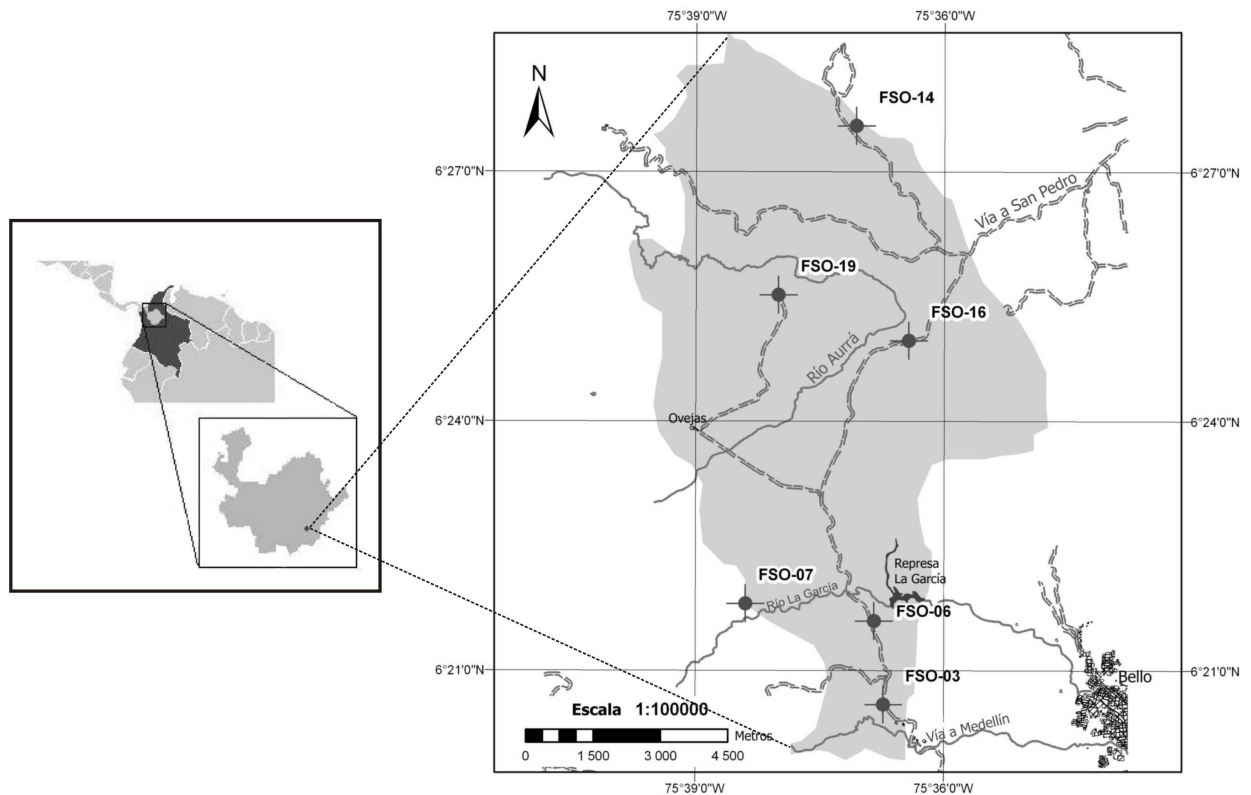 75°39'0"W
75°36'0"W
N
FSO-14
6°27'0"N
6°27'0"N
Vía a San Pedro
FSO-19
FSO-16
Río Aurrá
6°24'0"N
Ovejas
6°24'0"N
FSO-07
Represa
La García
Río La García
FSO-06
6°21'0"N
6°21'0"N
FSO-03
Bello
Escala 1:100000
Vía a Medellín
Metros
0 1 500 3 000 4 500
75°39'0"W
75°36'0"W